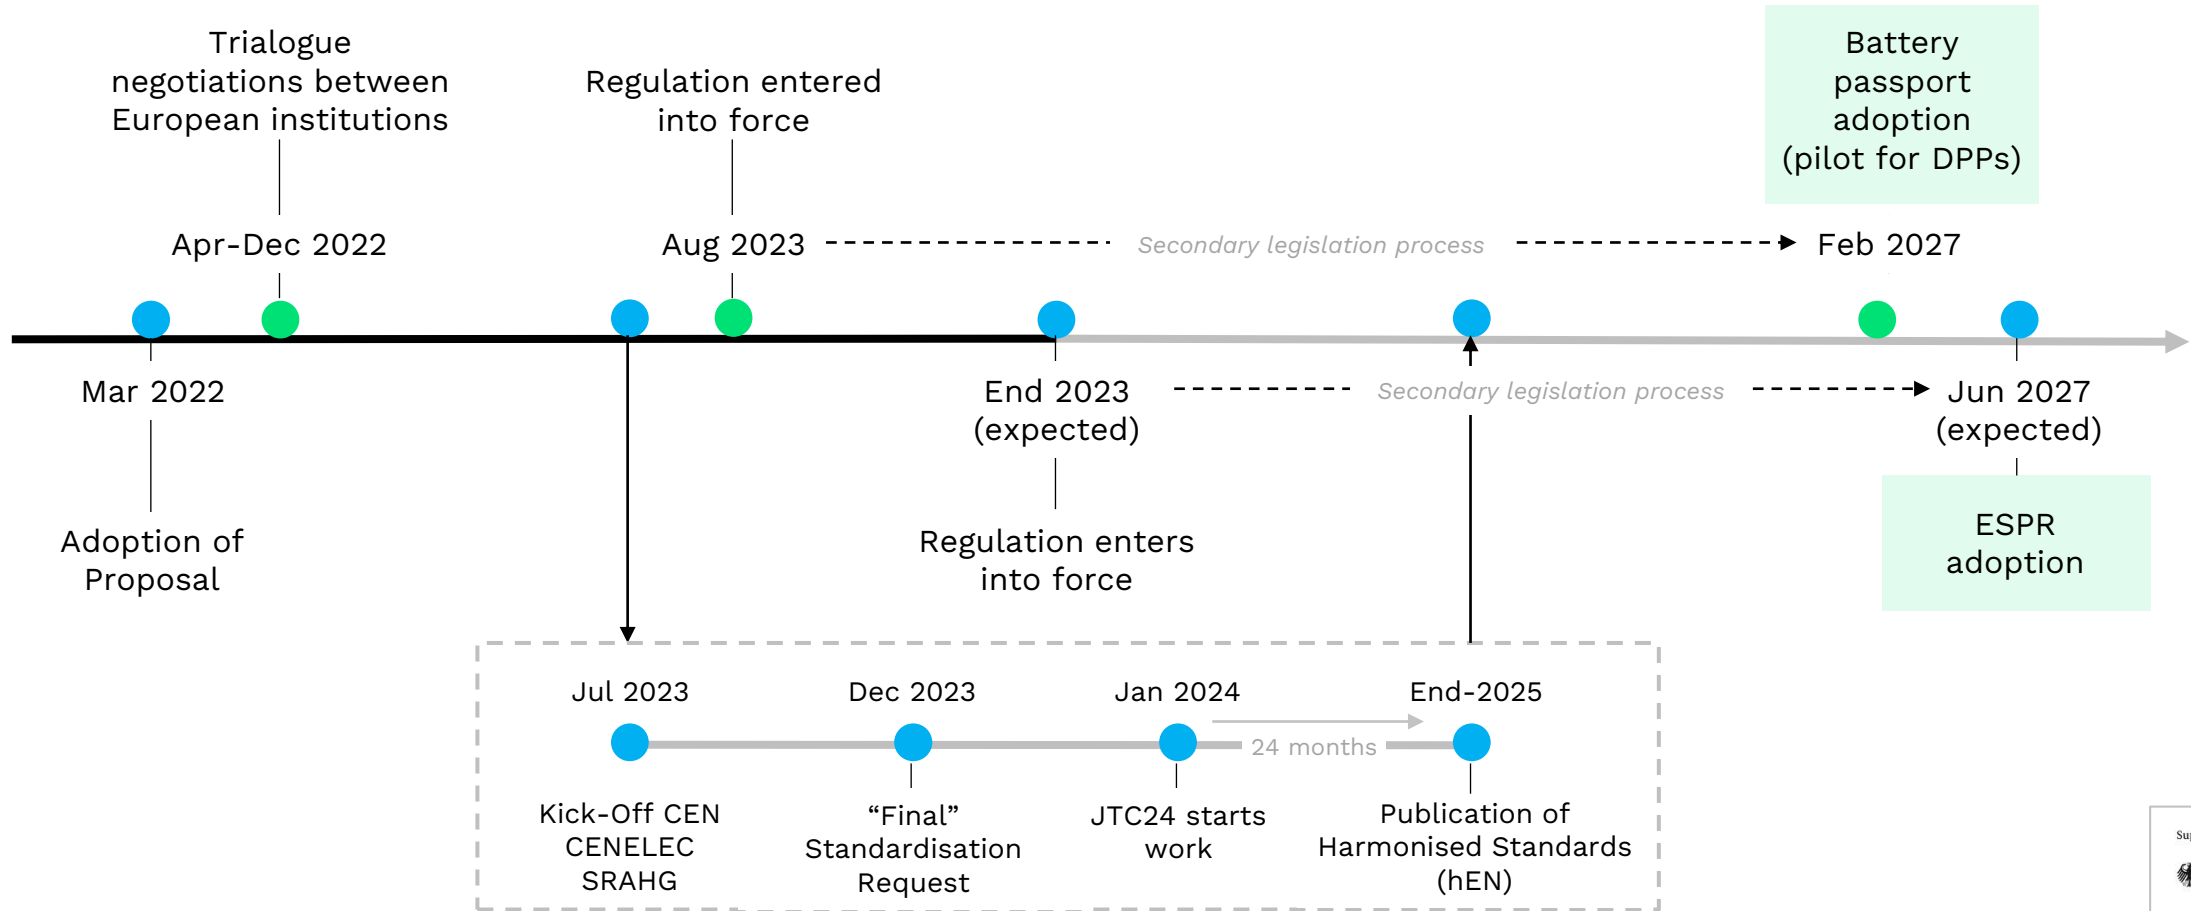 Trialogue
negotiations between
European institutions
Regulation entered
into force
Battery
passport
adoption
(pilot for DPPs)
Apr-Dec 2022
Aug 2023
Secondary legislation process
Feb 2027
Mar 2022
End 2023
(expected)
Secondary legislation process
Jun 2027
(expected)
Adoption of
Proposal
Regulation enters
into force
ESPR
adoption
Jul 2023
Dec 2023
Jan 2024
End-2025
24 months
Kick-Off CEN
CENELEC
SRAHG
“Final”
Standardisation
Request
JTC24 starts
work
Publication of
Harmonised Standards
(hEN)